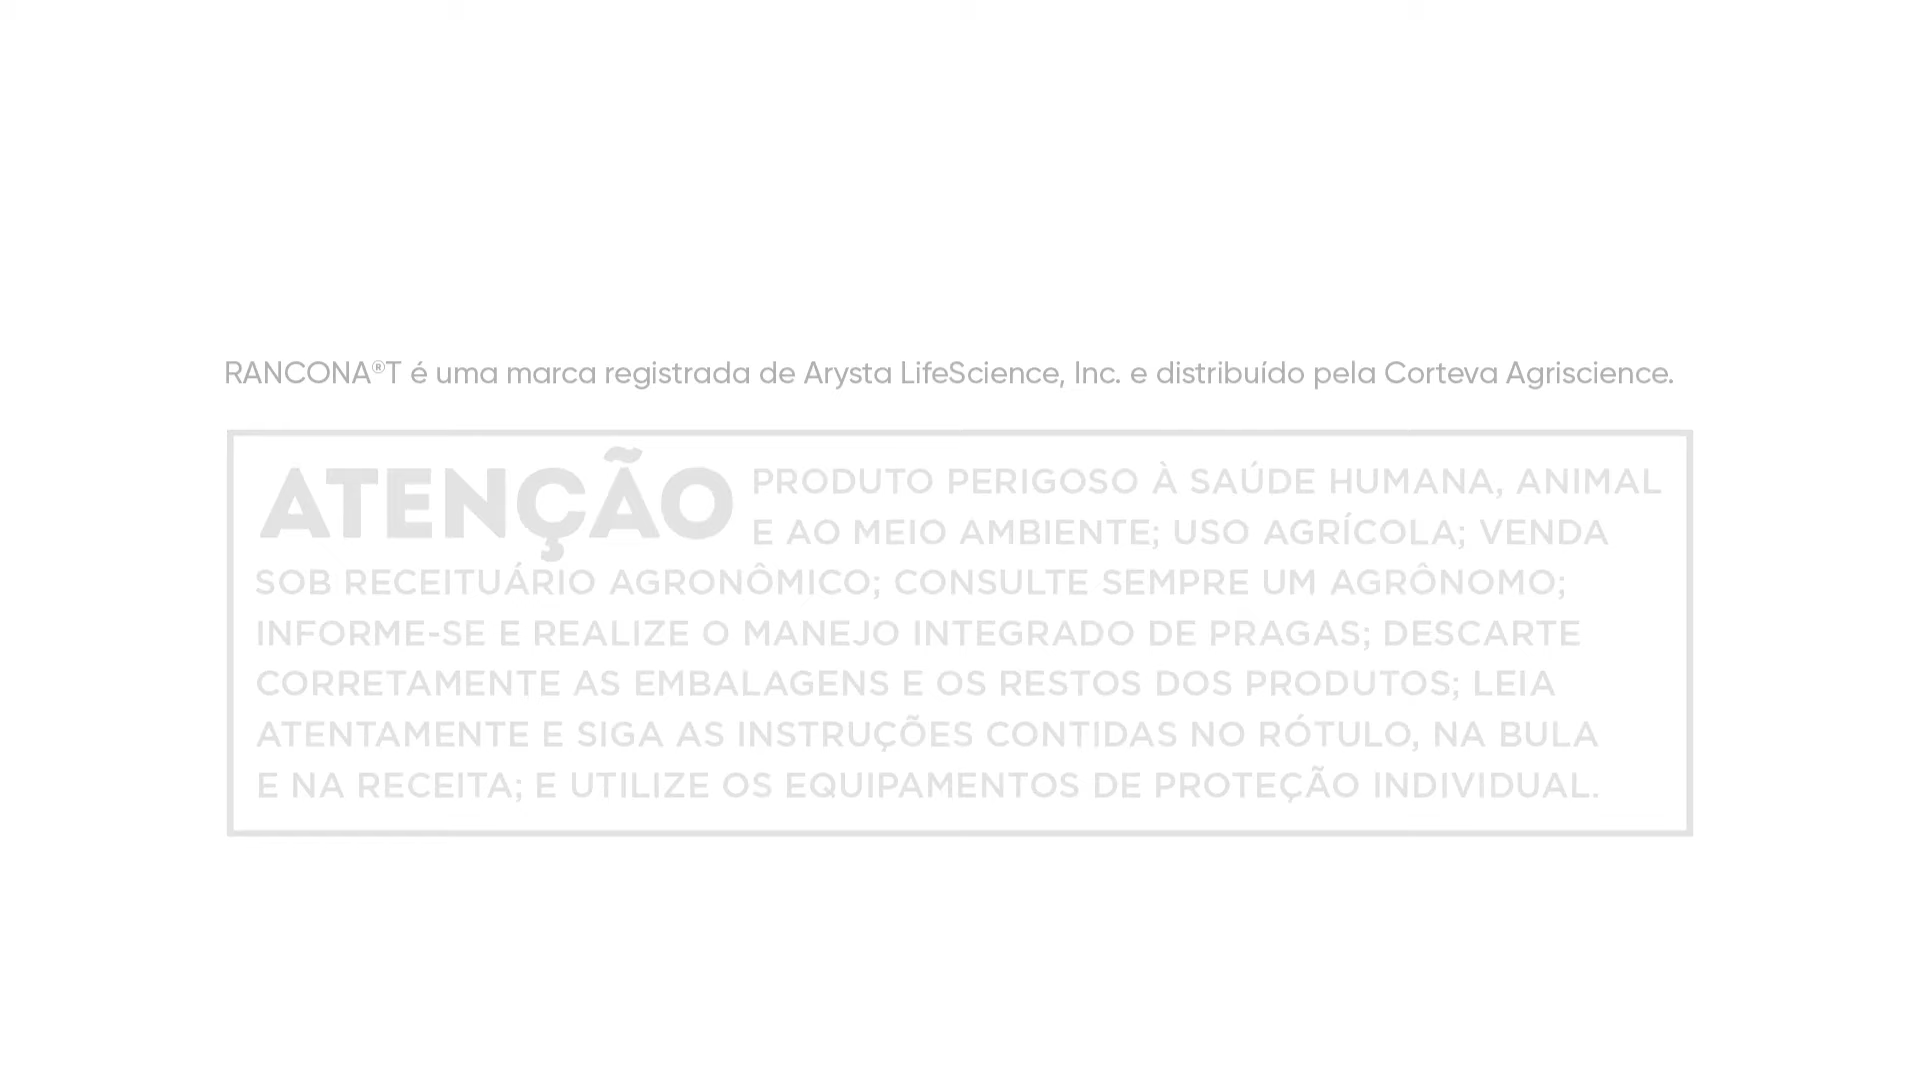 RANCONA®T é uma marca registrada de Arysta LifeScience, Inc. e distribuído pela Corteva Agriscience.
ATENÇÃO PRODUTO PERIGOSO À SAÚDE HUMANA, ANIMAL
E AO MEIO AMBIENTE; USO AGRÍCOLA; VENDA
SOB RECEITUÁRIO AGRONÔMICO; CONSULTE SEMPRE UM AGRÔNOMO;
INFORME-SE E REALIZE O MANEJO INTEGRADO DE PRAGAS; DESCARTE
CORRETAMENTE AS EMBALAGENS E OS RESTOS DOS PRODUTOS; LEIA
ATENTAMENTE E SIGA AS INSTRUÇÕES CONTIDAS NO RÓTULO, NA BULA
E NA RECEITA; E UTILIZE OS EQUIPAMENTOS DE PROTEÇÃO INDIVIDUAL.